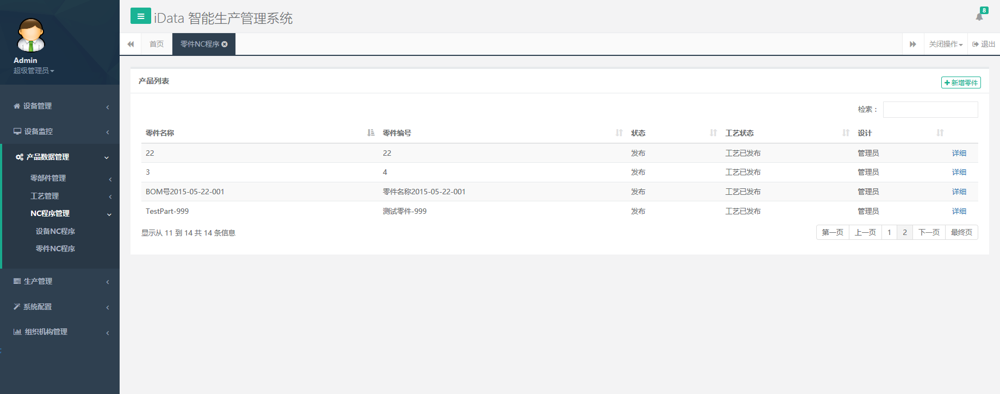 Admin
超级管理员
设备管理
设备监控
产品数据管理
零部件管理
工艺管理
NC程序管理
设备NC程序
零件NC程序
生产管理
系统配置
组织机构管理
iData 智能生产管理系统
8
首页
零件NC程序
关闭操作
退出
产品列表
新增零件
检索：
零件名称 零件编号 状态 工艺状态 设计
22 22 发布 工艺已发布 管理员 详细
3 4 发布 工艺已发布 管理员 详细
BOM号2015-05-22-001 零件名称2015-05-22-001 发布 工艺已发布 管理员 详细
TestPart-999 测试零件-999 发布 工艺已发布 管理员 详细
显示从 11 到 14 共 14 条信息
第一页 上一页 1 2 下一页 最终页